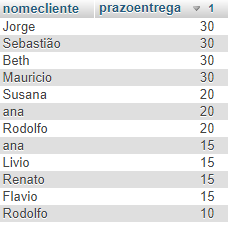 nomecliente prazoentrega 1
Jorge 30
Sebastião 30
Beth 30
Mauricio 30
Susana 20
ana 20
Rodolfo 20
ana 15
Livio 15
Renato 15
Flavio 15
Rodolfo 10